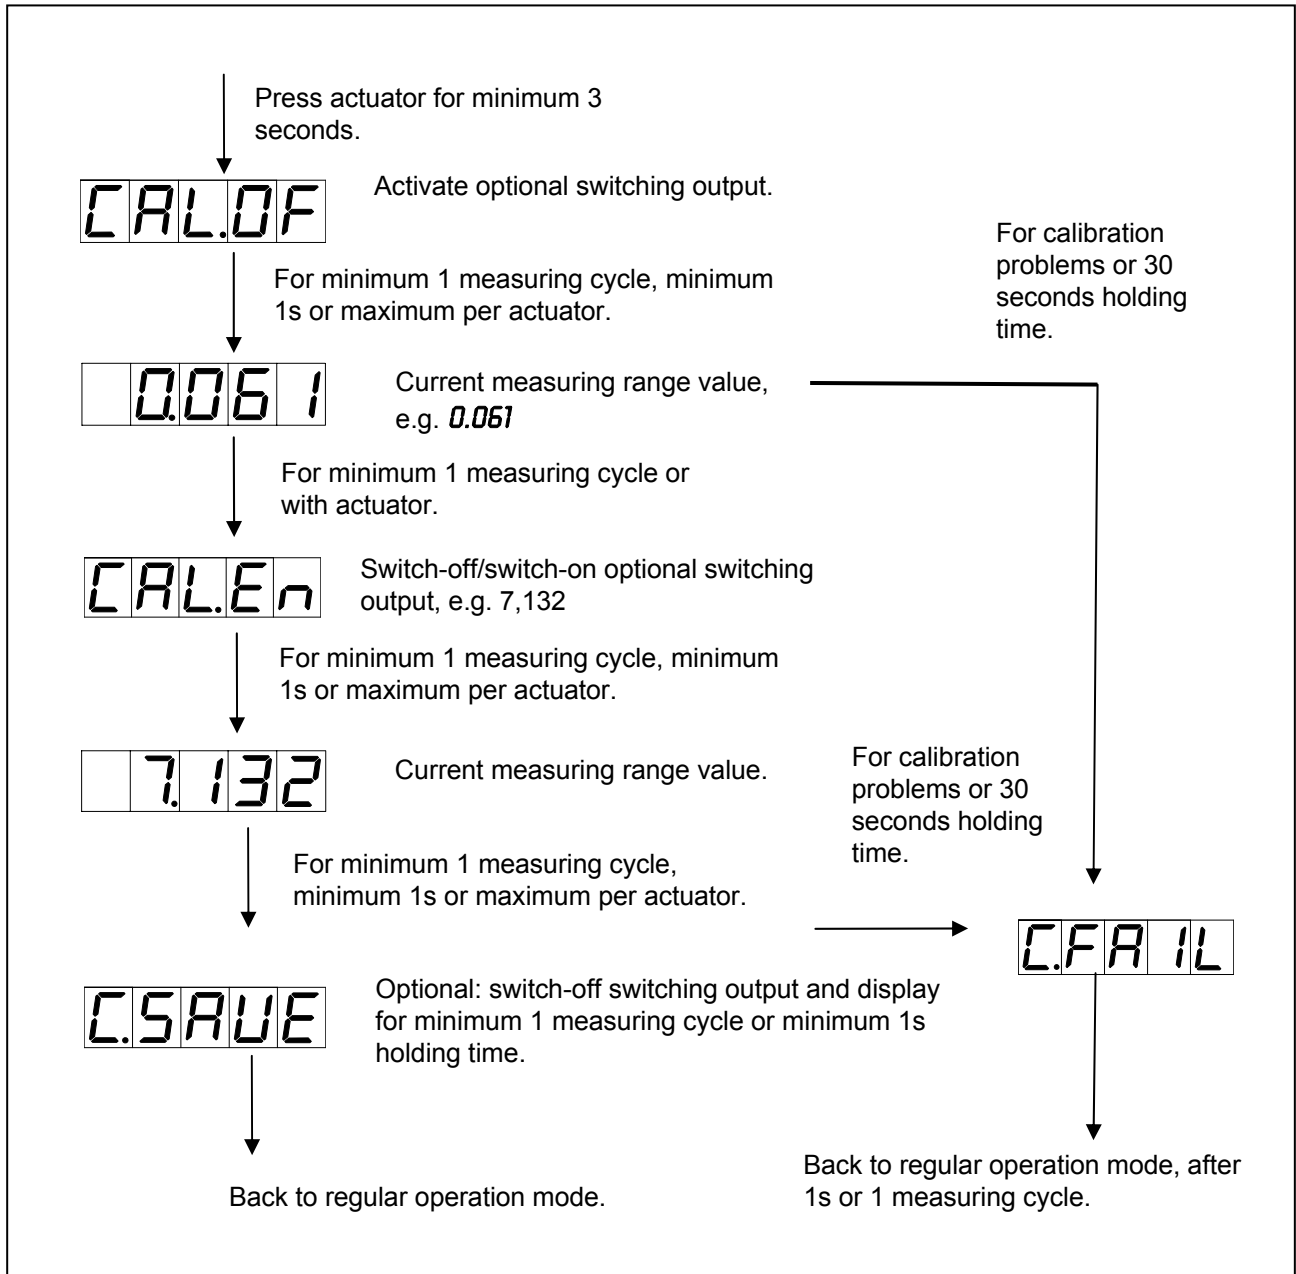 Press actuator for minimum 3
seconds.
CAL.OF
Activate optional switching output.
For minimum 1 measuring cycle, minimum
1s or maximum per actuator.
For calibration
problems or 30
seconds holding
time.
0.061
Current measuring range value,
e.g. 0.061
For minimum 1 measuring cycle or
with actuator.
CAL.En
Switch-off/switch-on optional switching
output, e.g. 7,132
For minimum 1 measuring cycle, minimum
1s or maximum per actuator.
7.132
Current measuring range value.
For calibration
problems or 30
seconds holding
time.
For minimum 1 measuring cycle,
minimum 1s or maximum per actuator.
C.FAIL
C.SAVE
Optional: switch-off switching output and display
for minimum 1 measuring cycle or minimum 1s
holding time.
Back to regular operation mode.
Back to regular operation mode, after
1s or 1 measuring cycle.